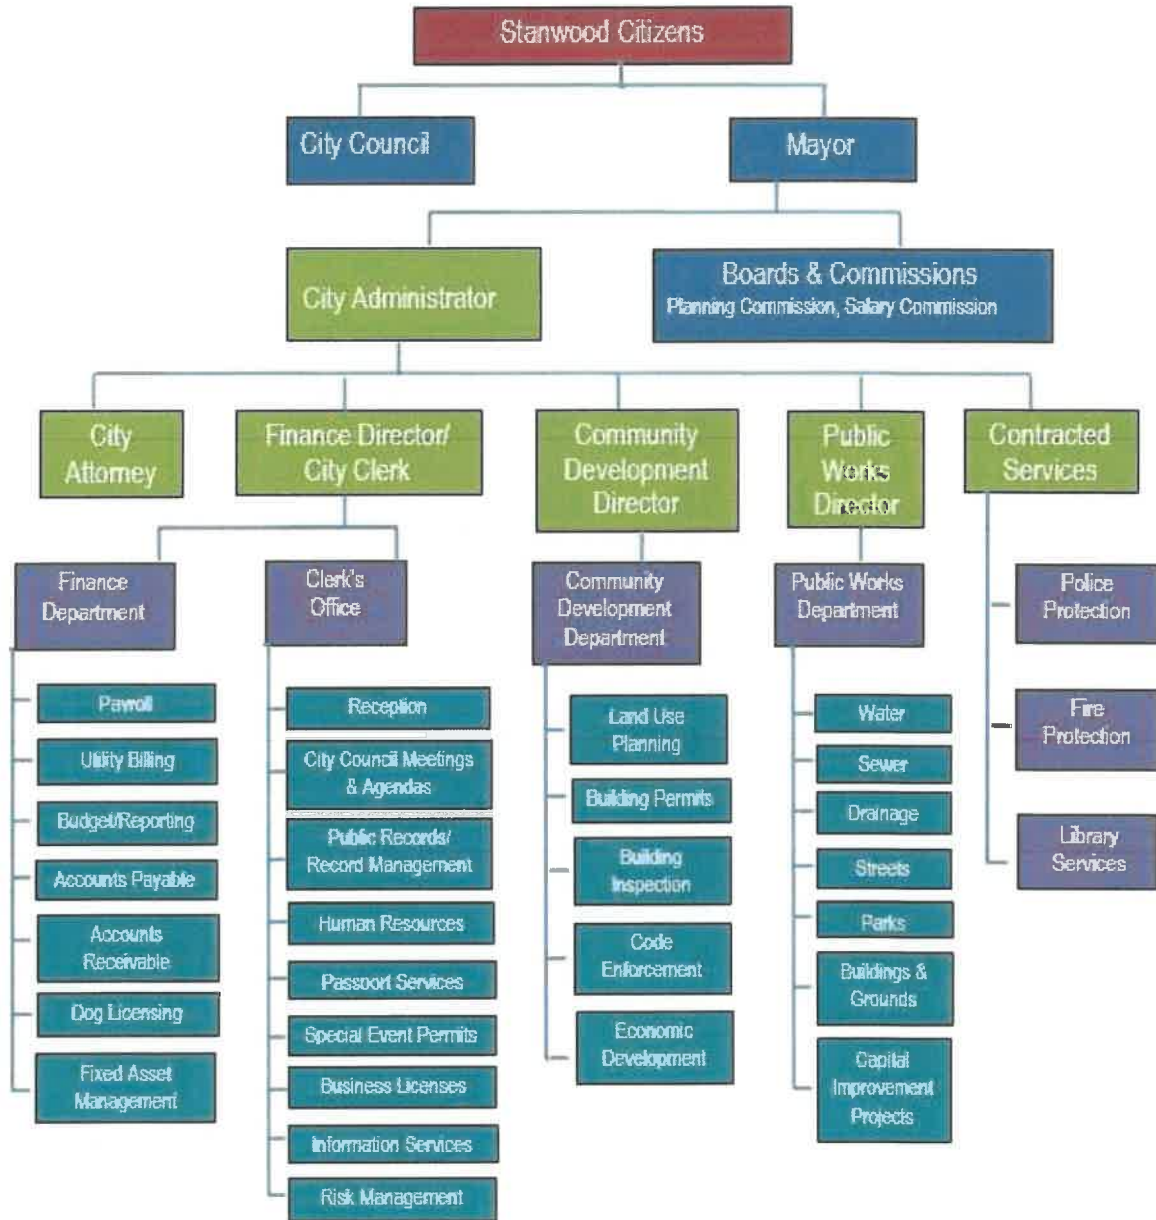 Stanwood Citizens
City Council
Mayor
City Administrator
Boards & Commissions
Planning Commission, Salary Commission
City
Attorney
Finance Director/
City Clerk
Community
Development
Director
Public
Works
Director
Contracted
Services
Finance
Department
Payroll
Utility Billing
Budget/Reporting
Accounts Payable
Accounts
Receivable
Dog Licensing
Fixed Asset
Management
Clerk's
Office
Reception
City Council Meetings
& Agendas
Public Records/
Record Management
Human Resources
Passport Services
Special Event Permits
Business Licenses
Information Services
Risk Management
Community
Development
Department
Land Use
Planning
Building Permits
Building
Inspection
Code
Enforcement
Economic
Development
Public Works
Department
Water
Sewer
Drainage
Streets
Parks
Buildings &
Grounds
Capital
Improvement
Projects
Police
Protection
Fire
Protection
Library
Services